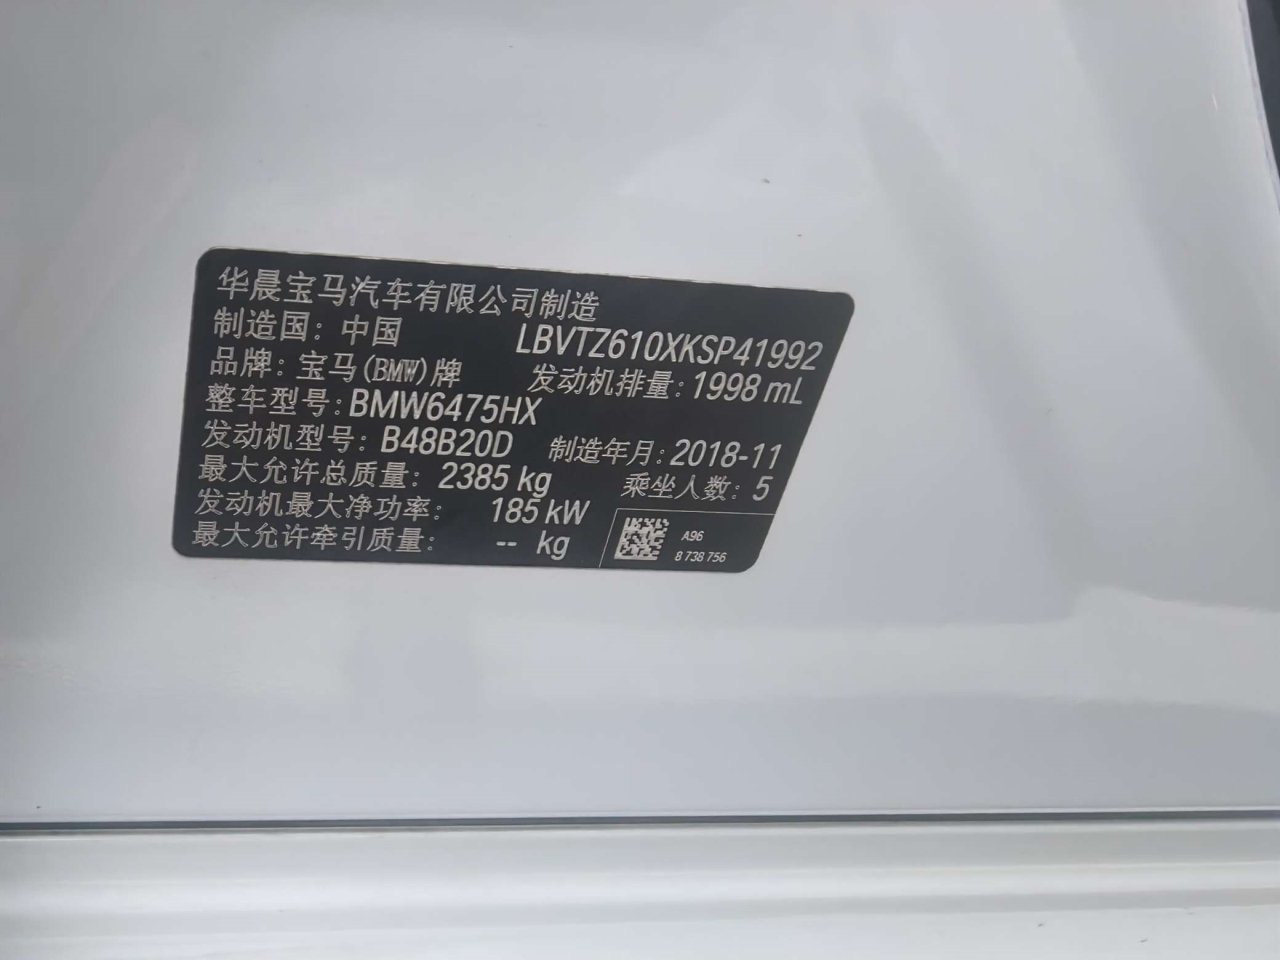 华晨宝马汽车有限公司制造
制造国：中国 LBVTZ610XKSP41992
品牌：宝马(BMW)牌 发动机排量：1998 mL
整车型号：BMW6475HX
发动机型号：B48B20D 制造年月：2018-11
最大允许总质量：2385 kg 乘坐人数：5
发动机最大净功率：185 kW
最大允许牵引质量：-- kg
A96
8 738 756